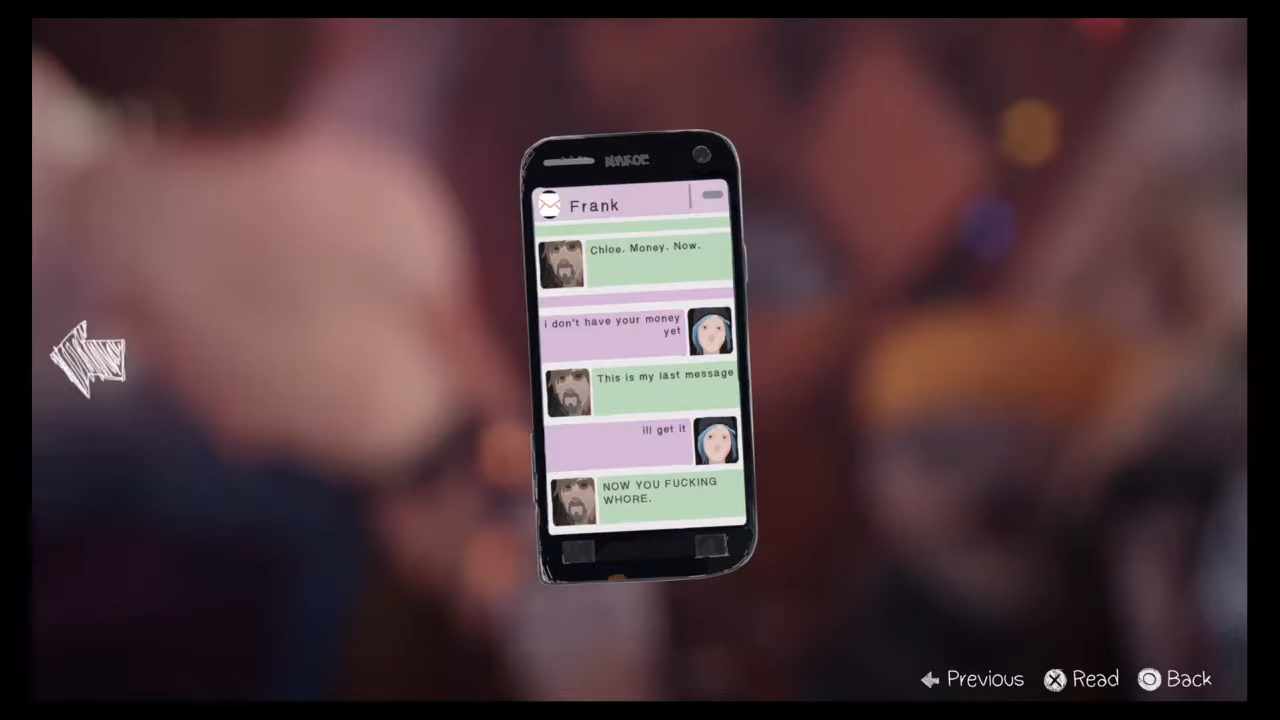 Frank
Chloe. Money. Now.
i don't have your money
yet
This is my last message
ill get it
NOW YOU FUCKING
WHORE.
Previous
Read
Back